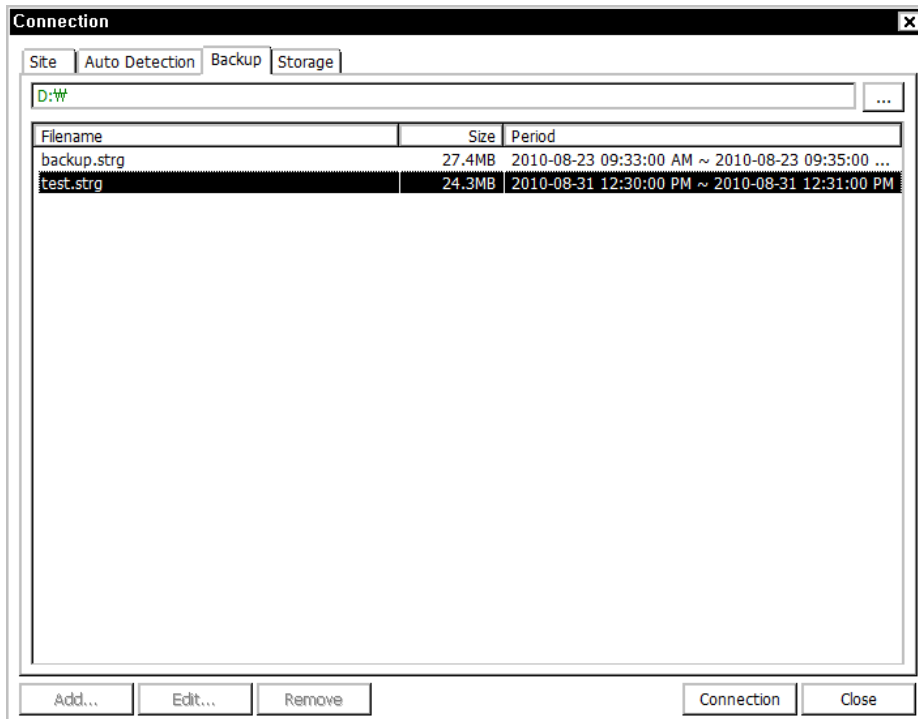 Connection
Site Auto Detection Backup Storage
D:₩ ...
Filename Size Period
backup.strg 27.4MB 2010-08-23 09:33:00 AM ~ 2010-08-23 09:35:00 ...
test.strg 24.3MB 2010-08-31 12:30:00 PM ~ 2010-08-31 12:31:00 PM
Add... Edit... Remove Connection Close